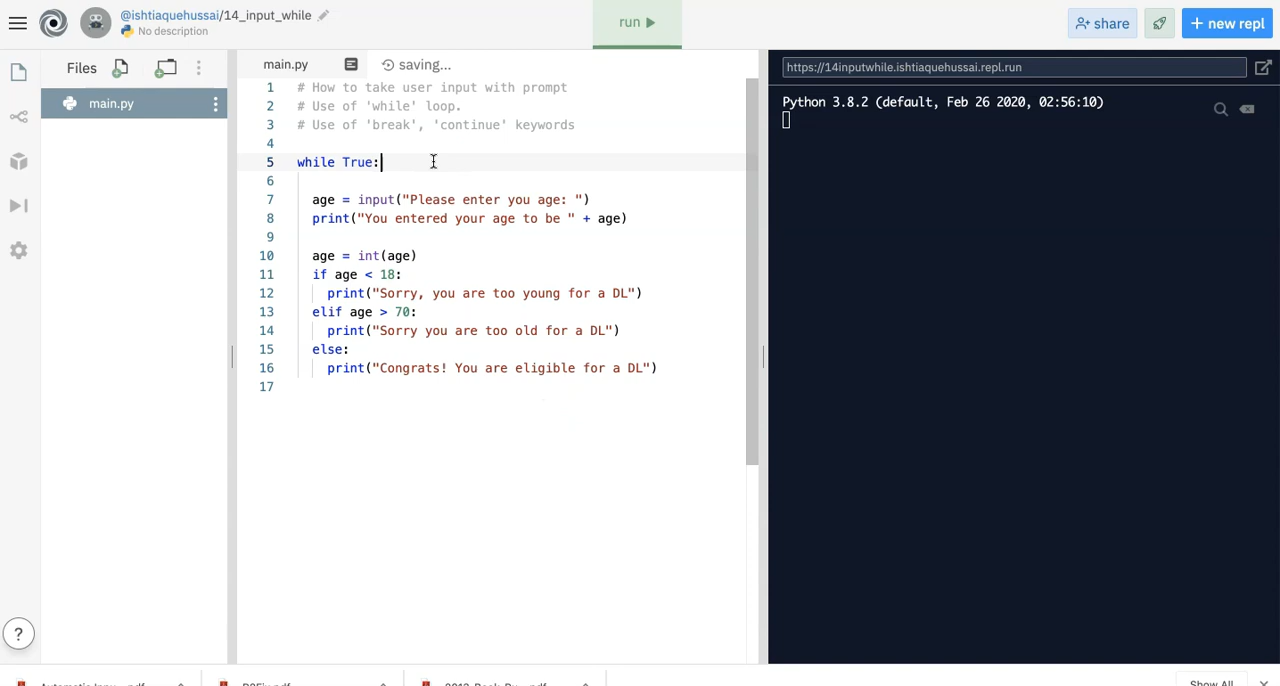 @ishtiaquehussai/14_input_while
No description
run
share
+ new repl
Files
main.py
main.py
saving...
https://14inputwhile.ishtiaquehussai.repl.run
Python 3.8.2 (default, Feb 26 2020, 02:56:10)
1 # How to take user input with prompt
2 # Use of 'while' loop.
3 # Use of 'break', 'continue' keywords
4
5 while True:
6
7 age = input("Please enter you age: ")
8 print("You entered your age to be " + age)
9
10 age = int(age)
11 if age < 18:
12 print("Sorry, you are too young for a DL")
13 elif age > 70:
14 print("Sorry you are too old for a DL")
15 else:
16 print("Congrats! You are eligible for a DL")
17
?
Show All